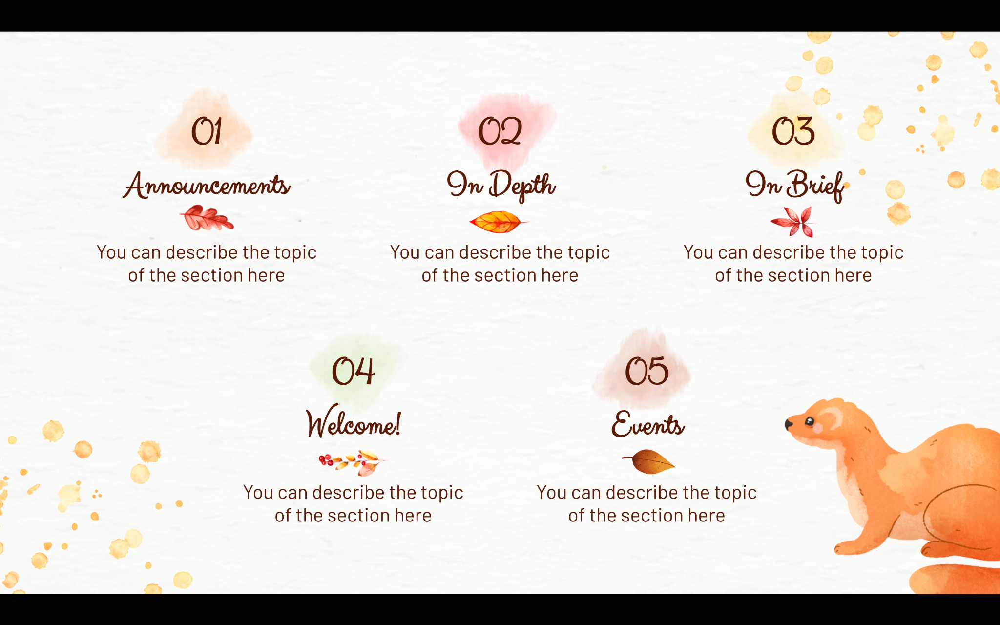 01
Announcements
You can describe the topic
of the section here
02
In Depth
You can describe the topic
of the section here
03
In Brief
You can describe the topic
of the section here
04
Welcome!
You can describe the topic
of the section here
05
Events
You can describe the topic
of the section here